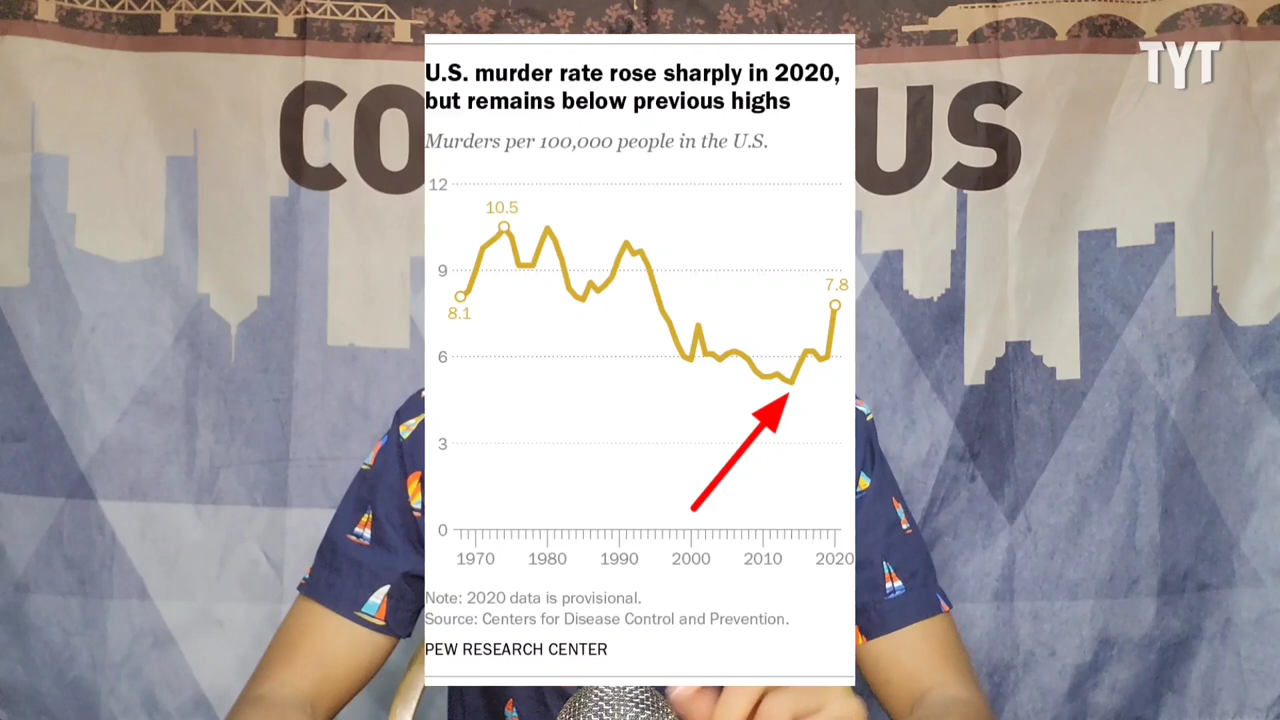 TYT
CO
US
U.S. murder rate rose sharply in 2020,
but remains below previous highs
Murders per 100,000 people in the U.S.
12
10.5
9
7.8
8.1
6
3
0
1970 1980 1990 2000 2010 2020
Note: 2020 data is provisional.
Source: Centers for Disease Control and Prevention.
PEW RESEARCH CENTER